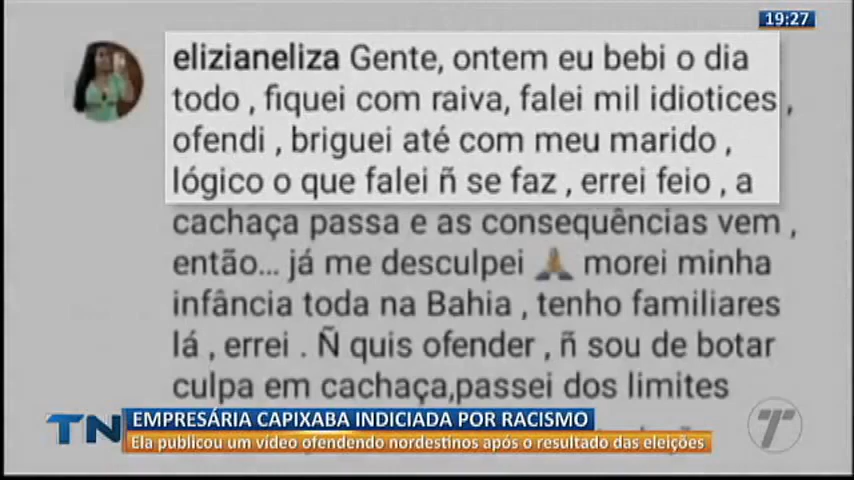 19:27
elizianeliza Gente, ontem eu bebi o dia
todo , fiquei com raiva, falei mil idiotices ,
ofendi , briguei até com meu marido ,
lógico o que falei ñ se faz , errei feio , a
cachaça passa e as consequências vem ,
então... já me desculpei 🙏 morei minha
infância toda na Bahia , tenho familiares
lá , errei . Ñ quis ofender , ñ sou de botar
culpa em cachaça,passei dos limites
TN
EMPRESÁRIA CAPIXABA INDICIADA POR RACISMO
Ela publicou um vídeo ofendendo nordestinos após o resultado das eleições